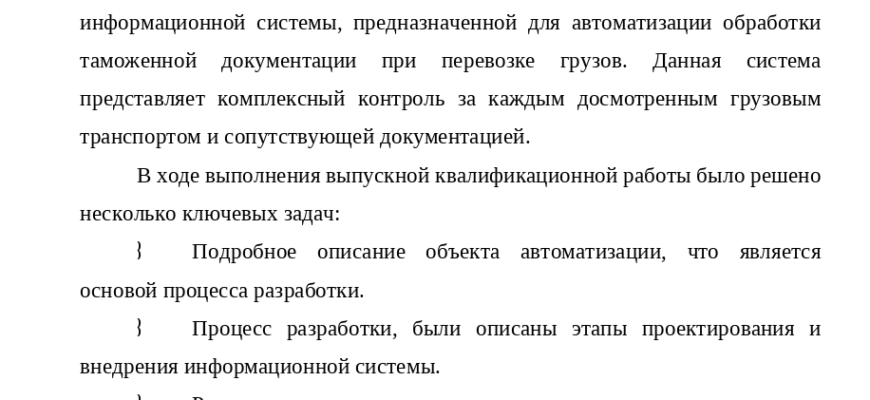 информационной системы, предназначенной для автоматизации обработки
таможенной документации при перевозке грузов. Данная система
представляет комплексный контроль за каждым досмотренным грузовым
транспортом и сопутствующей документацией.
В ходе выполнения выпускной квалификационной работы было решено
несколько ключевых задач:
⌇ Подробное описание объекта автоматизации, что является
основой процесса разработки.
⌇ Процесс разработки, были описаны этапы проектирования и
внедрения информационной системы.